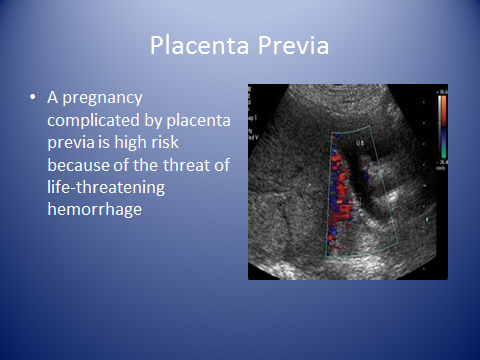 Placenta Previa
• A pregnancy
complicated by placenta
previa is high risk
because of the threat of
life-threatening
hemorrhage
U B